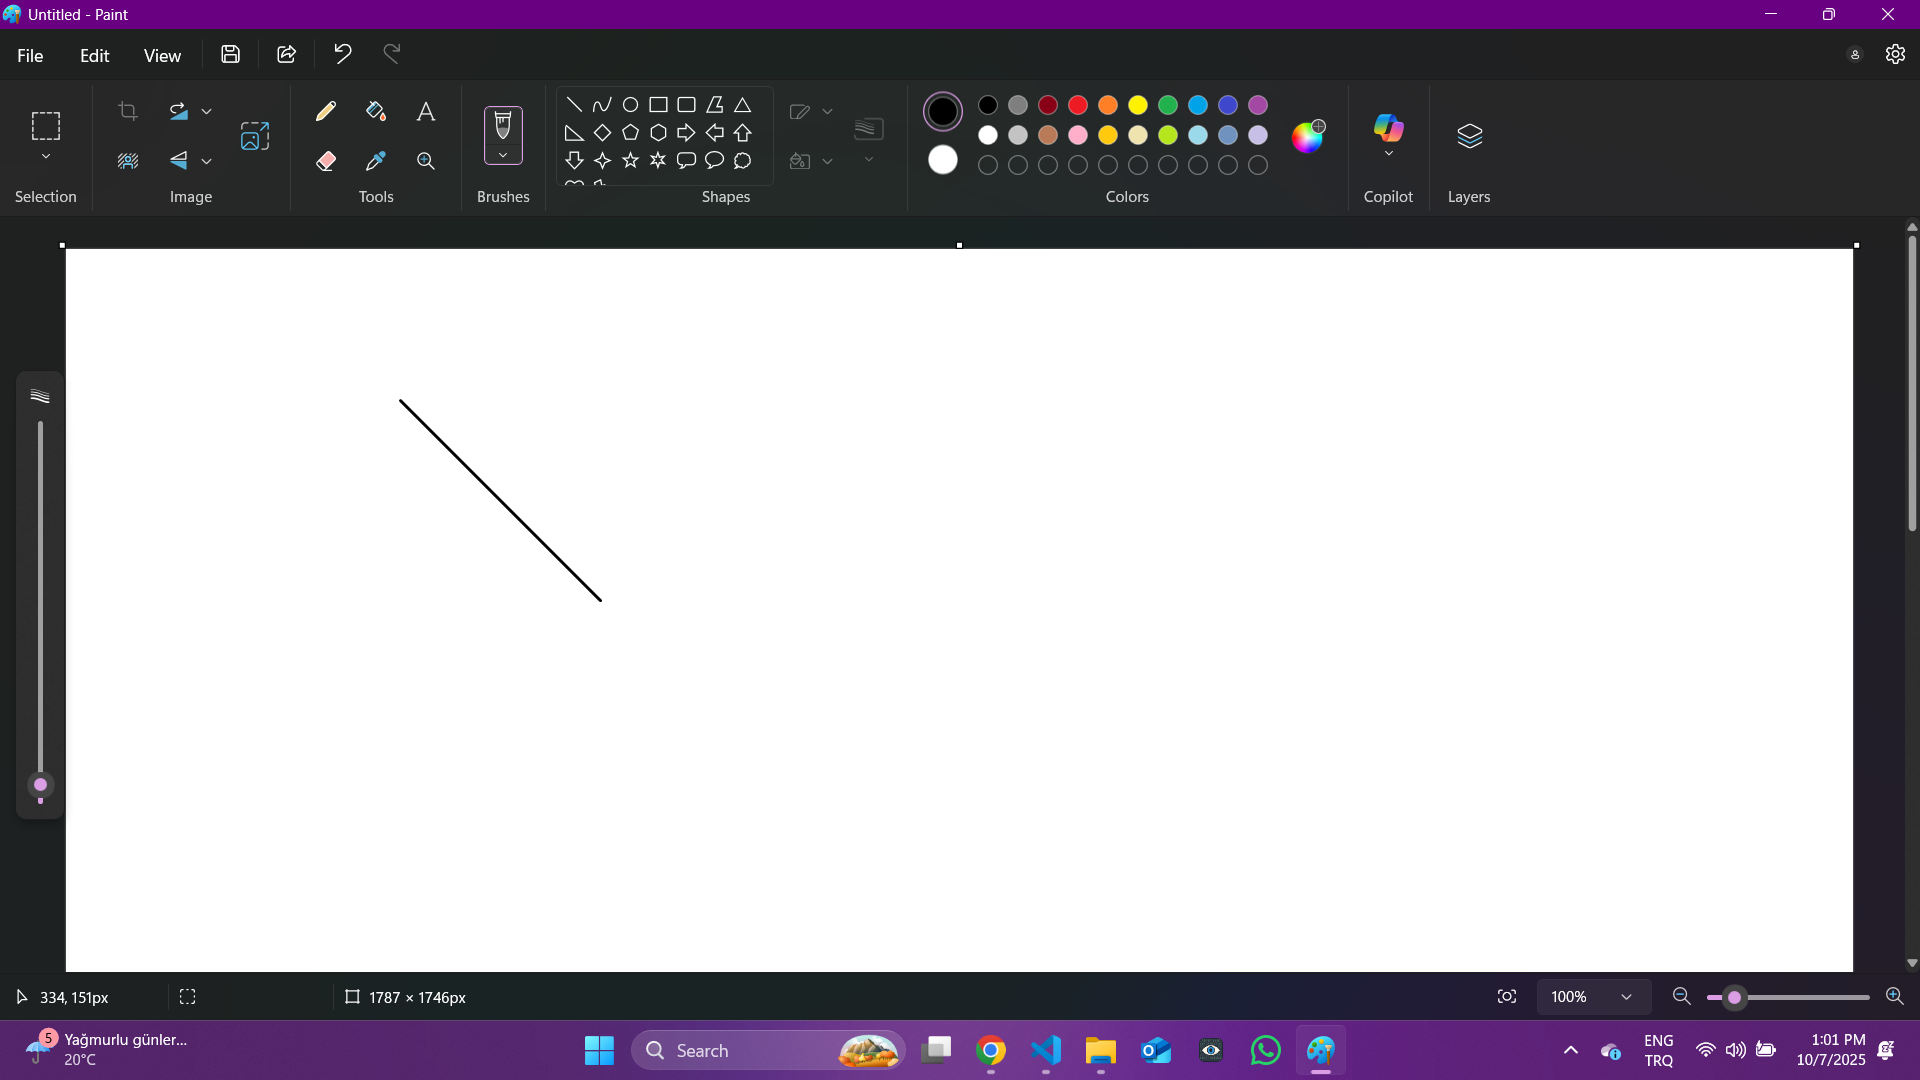 Untitled - Paint
File Edit View
Selection Image Tools Brushes Shapes Colors Copilot Layers
334, 151px 1787 × 1746px 100%
5 Yağmurlu günler...
20°C
Search
ENG
TRQ
1:01 PM
10/7/2025